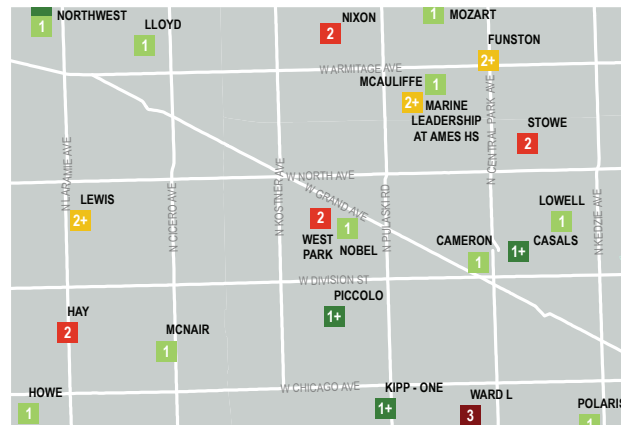 NORTHWEST
1
LLOYD
1
NIXON
2
MOZART
1
FUNSTON
2+
W ARMITAGE AVE
MCAULIFFE
1
2+
MARINE
LEADERSHIP
AT AMES HS
STOWE
2
N LARAMIE AVE
N CICERO AVE
N KOSTNER AVE
N PULASKI RD
N CENTRAL PARK AVE
N KEDZIE AVE
W NORTH AVE
W GRAND AVE
LEWIS
2+
2
WEST
PARK
1
NOBEL
LOWELL
1
CAMERON
1
1+
CASALS
W DIVISION ST
PICCOLO
1+
HAY
2
MCNAIR
1
W CHICAGO AVE
HOWE
1
KIPP - ONE
1+
WARD L
3
POLARIS
1